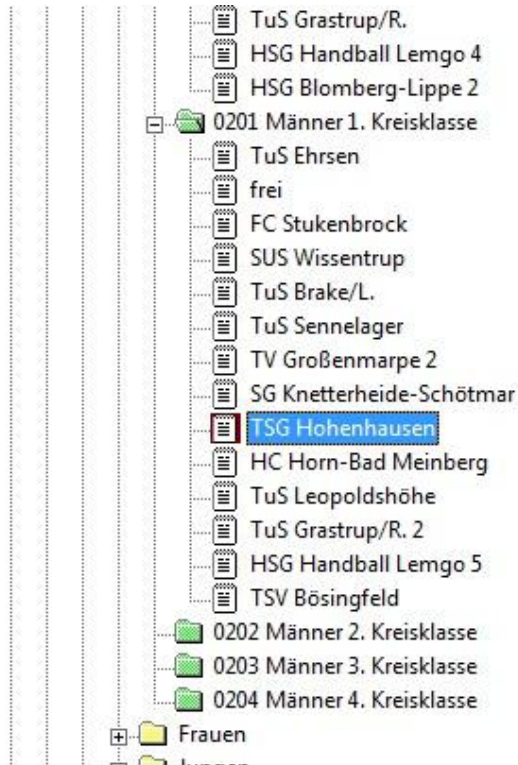 TuS Grastrup/R.
HSG Handball Lemgo 4
HSG Blomberg-Lippe 2
0201 Männer 1. Kreisklasse
TuS Ehrsen
frei
FC Stukenbrock
SUS Wissentrup
TuS Brake/L.
TuS Sennelager
TV Großenmarpe 2
SG Knetterheide-Schötmar
TSG Hohenhausen
HC Horn-Bad Meinberg
TuS Leopoldshöhe
TuS Grastrup/R. 2
HSG Handball Lemgo 5
TSV Bösingfeld
0202 Männer 2. Kreisklasse
0203 Männer 3. Kreisklasse
0204 Männer 4. Kreisklasse
Frauen